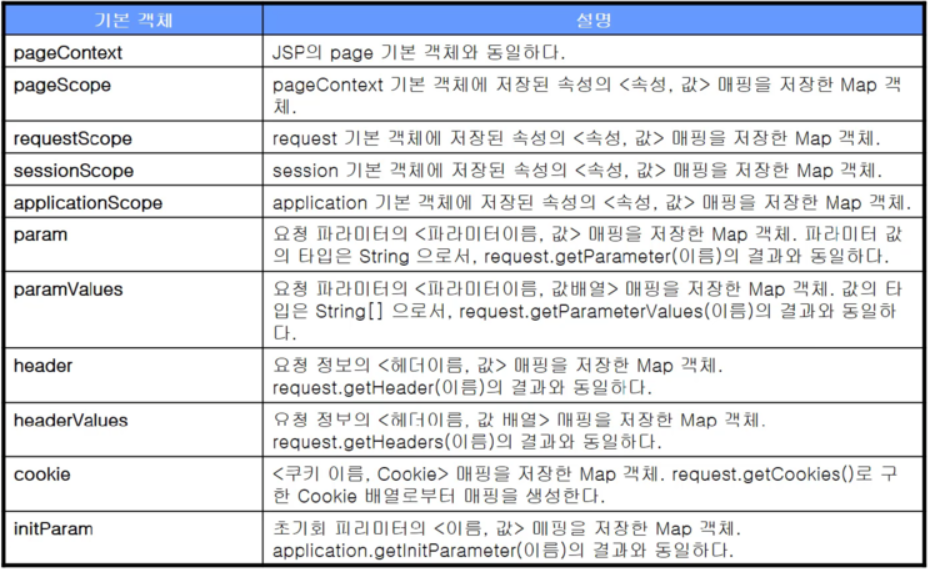 기본 객체 설명
pageContext JSP의 page 기본 객체와 동일하다.
pageScope pageContext 기본 객체에 저장된 속성의 <속성, 값> 매핑을 저장한 Map 객
체.
requestScope request 기본 객체에 저장된 속성의 <속성, 값> 매핑을 저장한 Map 객체.
sessionScope session 기본 객체에 저장된 속성의 <속성, 값> 매핑을 저장한 Map 객체.
applicationScope application 기본 객체에 저장된 속성의 <속성, 값> 매핑을 저장한 Map 객체.
param 요청 파라미터의 <파라미터이름, 값> 매핑을 저장한 Map 객체. 파라미터 값
의 타입은 String 으로서, request.getParameter(이름)의 결과와 동일하다.
paramValues 요청 파라미터의 <파라미터이름, 값배열> 매핑을 저장한 Map 객체. 값의 타
입은 String[] 으로서, request.getParameterValues(이름)의 결과와 동일하
다.
header 요청 정보의 <헤더이름, 값> 매핑을 저장한 Map 객체.
request.getHeader(이름)의 결과와 동일하다.
headerValues 요청 정보의 <헤더이름, 값 배열> 매핑을 저장한 Map 객체.
request.getHeaders(이름)의 결과와 동일하다.
cookie <쿠키 이름, Cookie> 매핑을 저장한 Map 객체. request.getCookies()로 구
한 Cookie 배열로부터 매핑을 생성한다.
initParam 초기화 파라미터의 <이름, 값> 매핑을 저장한 Map 객체.
application.getInitParameter(이름)의 결과와 동일하다.